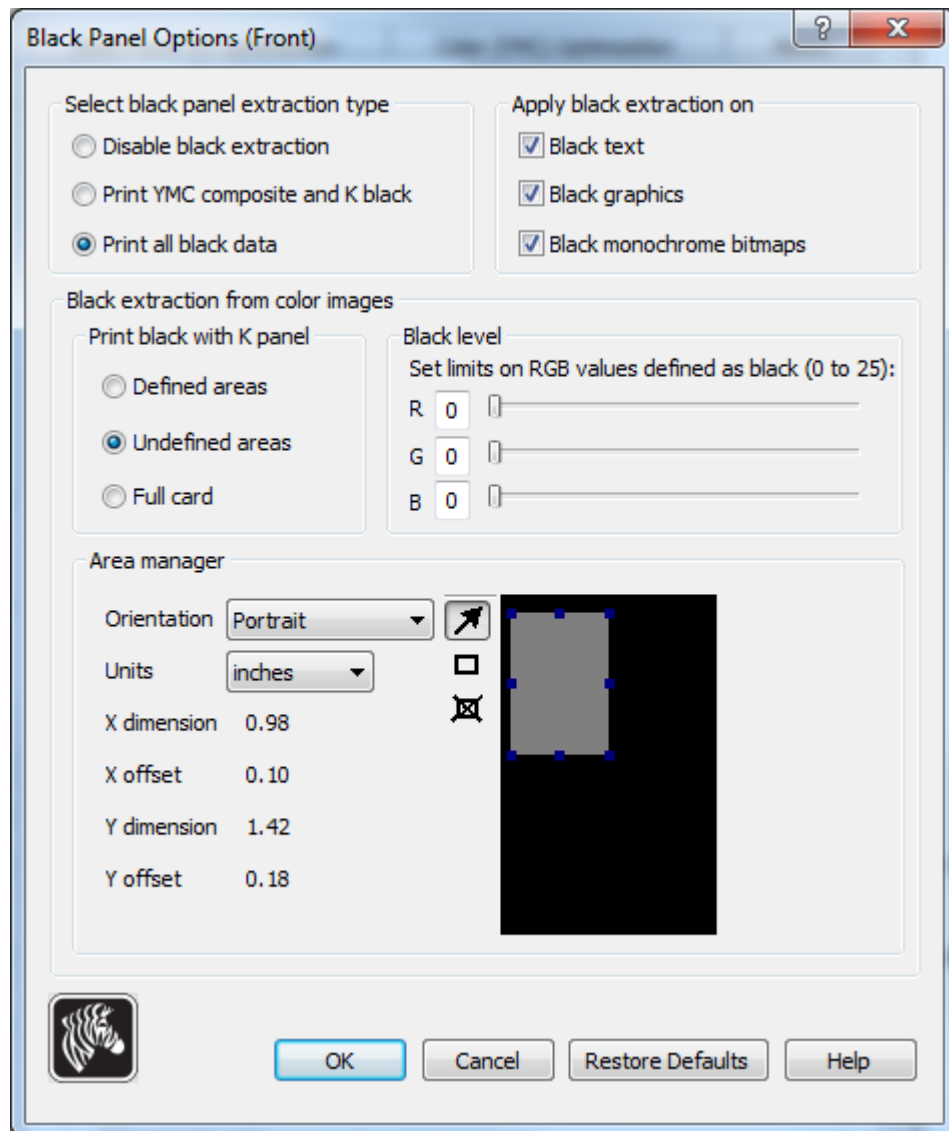 Black Panel Options (Front)
Select black panel extraction type
Disable black extraction
Print YMC composite and K black
Print all black data
Apply black extraction on
Black text
Black graphics
Black monochrome bitmaps
Black extraction from color images
Print black with K panel
Defined areas
Undefined areas
Full card
Black level
Set limits on RGB values defined as black (0 to 25):
R 0
G 0
B 0
Area manager
Orientation Portrait
Units inches
X dimension 0.98
X offset 0.10
Y dimension 1.42
Y offset 0.18
OK Cancel Restore Defaults Help